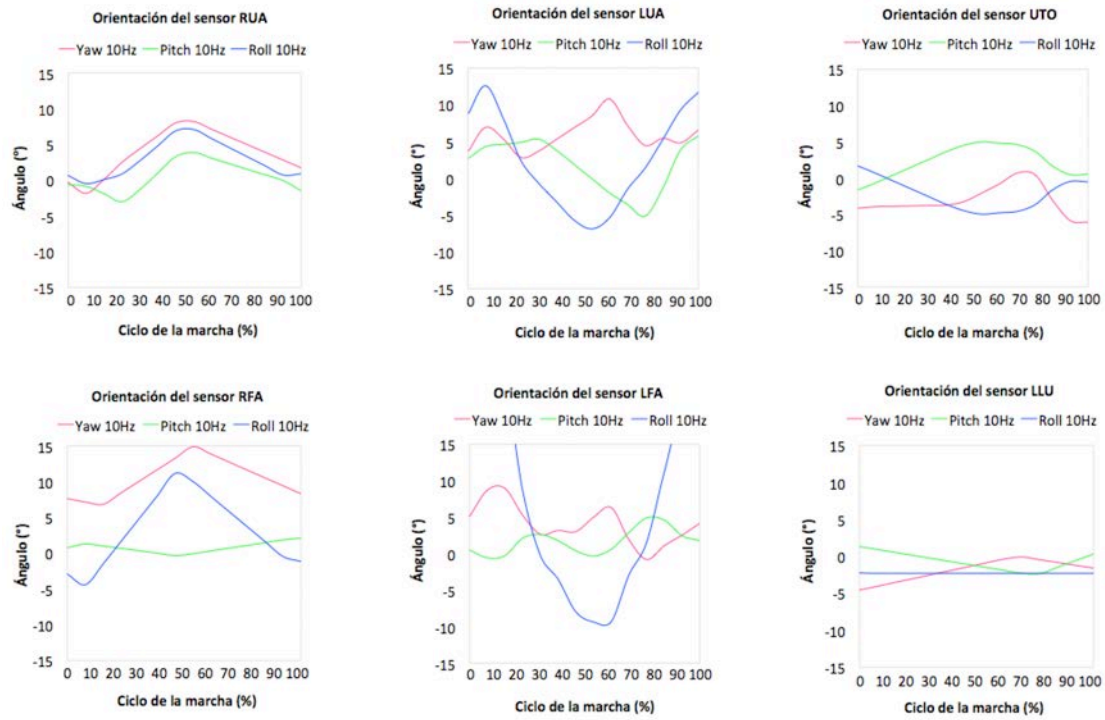 Orientación del sensor RUA
Yaw 10Hz Pitch 10Hz Roll 10Hz
Ángulo (°)
15
10
5
0
-5
-10
-15
0 10 20 30 40 50 60 70 80 90 100
Ciclo de la marcha (%)
Orientación del sensor LUA
Yaw 10Hz Pitch 10Hz Roll 10Hz
Ángulo (°)
15
10
5
0
-5
-10
-15
0 10 20 30 40 50 60 70 80 90 100
Ciclo de la marcha (%)
Orientación del sensor UTO
Yaw 10Hz Pitch 10Hz Roll 10Hz
Ángulo (°)
15
10
5
0
-5
-10
-15
0 10 20 30 40 50 60 70 80 90 100
Ciclo de la marcha (%)
Orientación del sensor RFA
Yaw 10Hz Pitch 10Hz Roll 10Hz
Ángulo (°)
15
10
5
0
-5
-10
-15
0 10 20 30 40 50 60 70 80 90 100
Ciclo de la marcha (%)
Orientación del sensor LFA
Yaw 10Hz Pitch 10Hz Roll 10Hz
Ángulo (°)
15
10
5
0
-5
-10
-15
0 10 20 30 40 50 60 70 80 90 100
Ciclo de la marcha (%)
Orientación del sensor LLU
Yaw 10Hz Pitch 10Hz Roll 10Hz
Ángulo (°)
15
10
5
0
-5
-10
-15
0 10 20 30 40 50 60 70 80 90 100
Ciclo de la marcha (%)